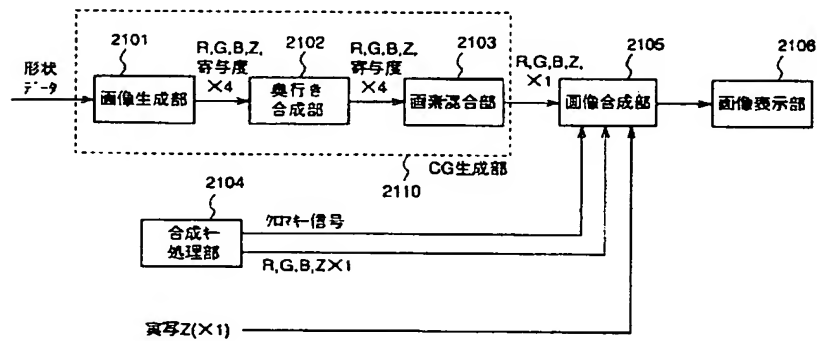 形状
データ
2101
画像生成部
R,G,B,Z,
寄与度
×4
2102
奥行き
合成部
R,G,B,Z,
寄与度
×4
2103
画素混合部
R,G,B,Z,
×1
2105
画像合成部
2106
画像表示部
CG生成部
2110
2104
合成キー
処理部
クロマキー信号
R,G,B,Z×1
実写Z(×1)